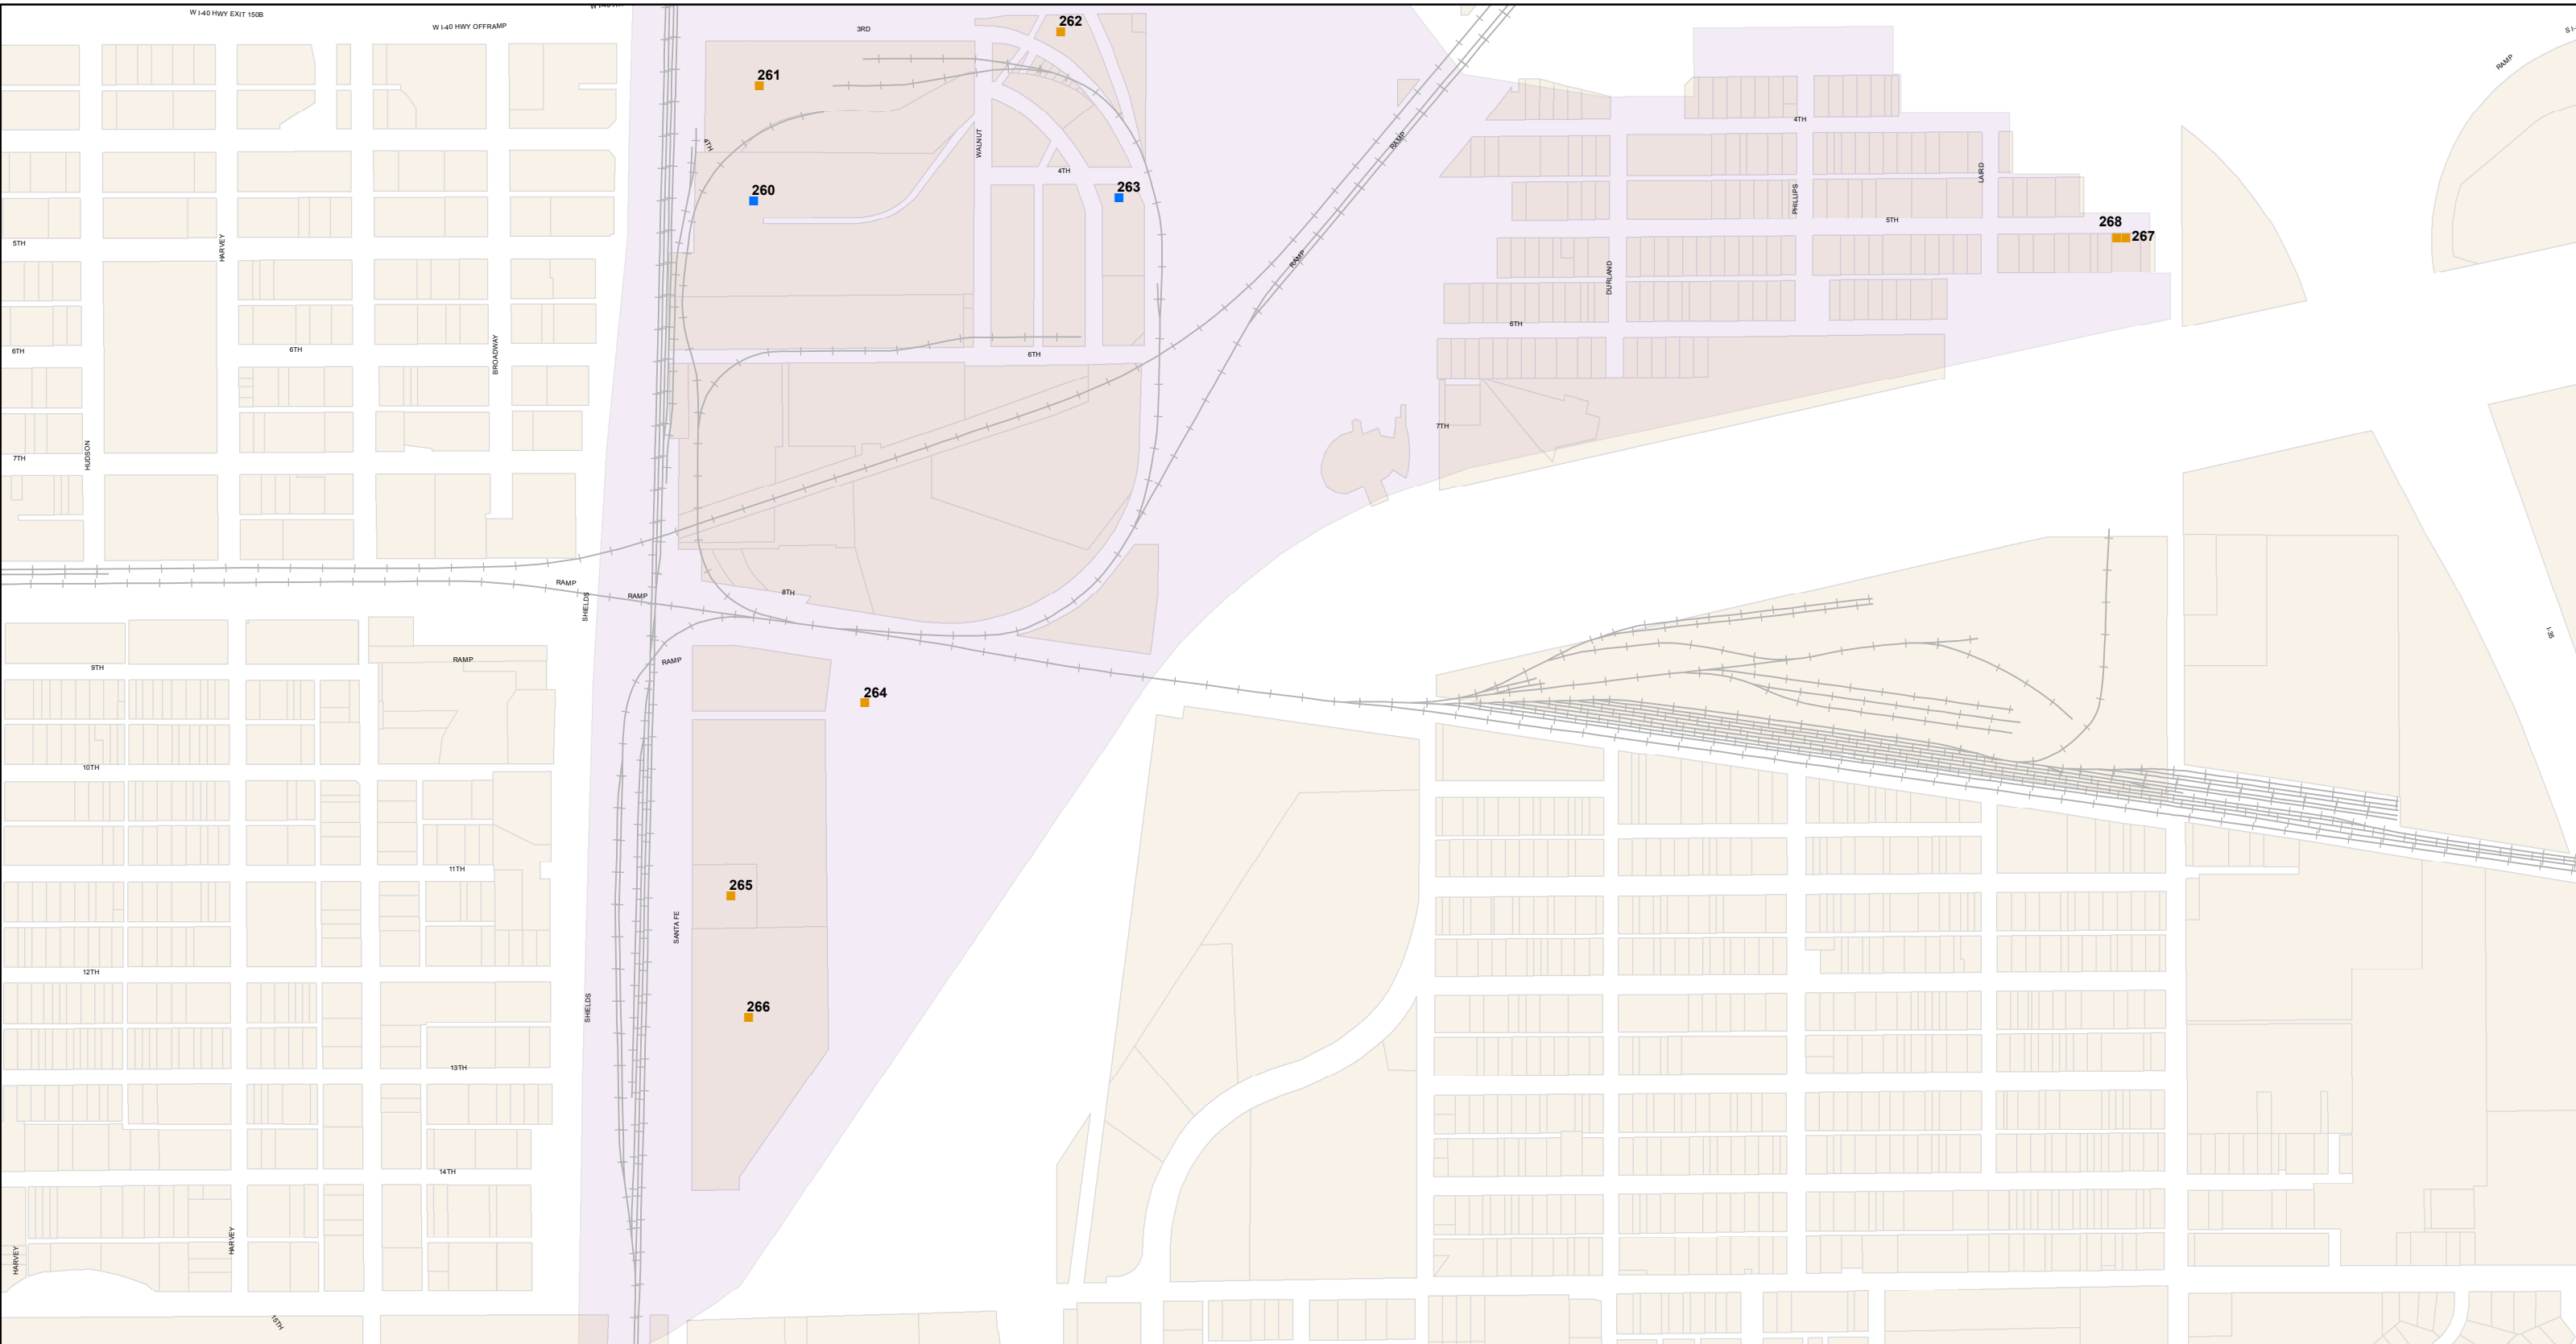 W I-40 HWY EXIT 150B
W I-40 HWY OFFRAMP
3RD
262
S I-
RAMP
261
4TH
4TH
WALNUT
RAMP
4TH
260
263
PHILLIPS
LAIRD
5TH
268
267
5TH
HARVEY
RAMP
DURLAND
6TH
6TH
BROADWAY
6TH
6TH
7TH
HUDSON
7TH
RAMP
RAMP
8TH
SHIELDS
I-35
9TH
RAMP
RAMP
264
10TH
11TH
265
SANTA FE
12TH
SHIELDS
266
13TH
14TH
HARVEY
HARVEY
15TH